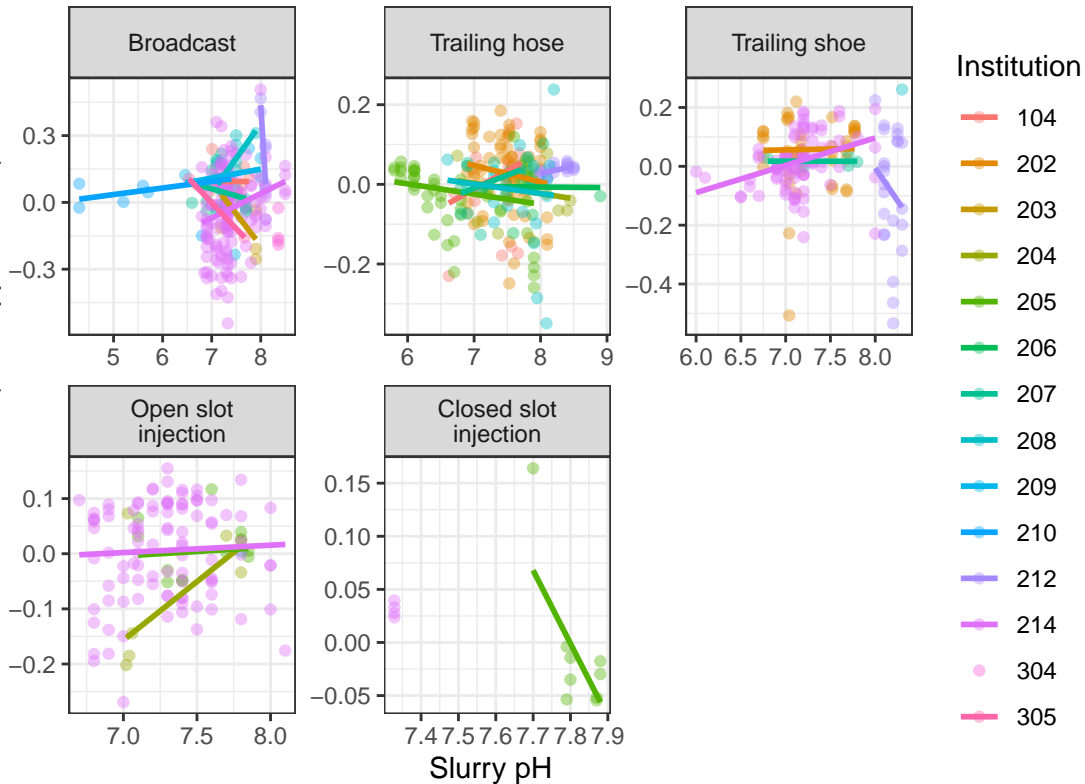 Broadcast
Trailing hose
Trailing shoe
0.3
0.0
−0.3
5 6 7 8
0.2
0.0
−0.2
6 7 8 9
0.2
0.0
−0.2
−0.4
6.0 6.5 7.0 7.5 8.0
Open slot
injection
Closed slot
injection
0.1
0.0
−0.1
−0.2
7.0 7.5 8.0
0.15
0.10
0.05
0.00
−0.05
7.4 7.5 7.6 7.7 7.8 7.9
Slurry pH
Institution
104
202
203
204
205
206
207
208
209
210
212
214
304
305